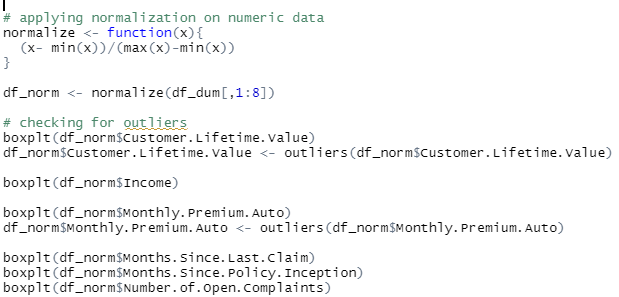 # applying normalization on numeric data
normalize <- function(x){
(x- min(x))/(max(x)-min(x))
}
df_norm <- normalize(df_dum[,1:8])
# checking for outliers
boxplt(df_norm$Customer.Lifetime.Value)
df_norm$Customer.Lifetime.Value <- outliers(df_norm$Customer.Lifetime.Value)
boxplt(df_norm$Income)
boxplt(df_norm$Monthly.Premium.Auto)
df_norm$Monthly.Premium.Auto <- outliers(df_norm$Monthly.Premium.Auto)
boxplt(df_norm$Months.Since.Last.Claim)
boxplt(df_norm$Months.Since.Policy.Inception)
boxplt(df_norm$Number.of.Open.Complaints)